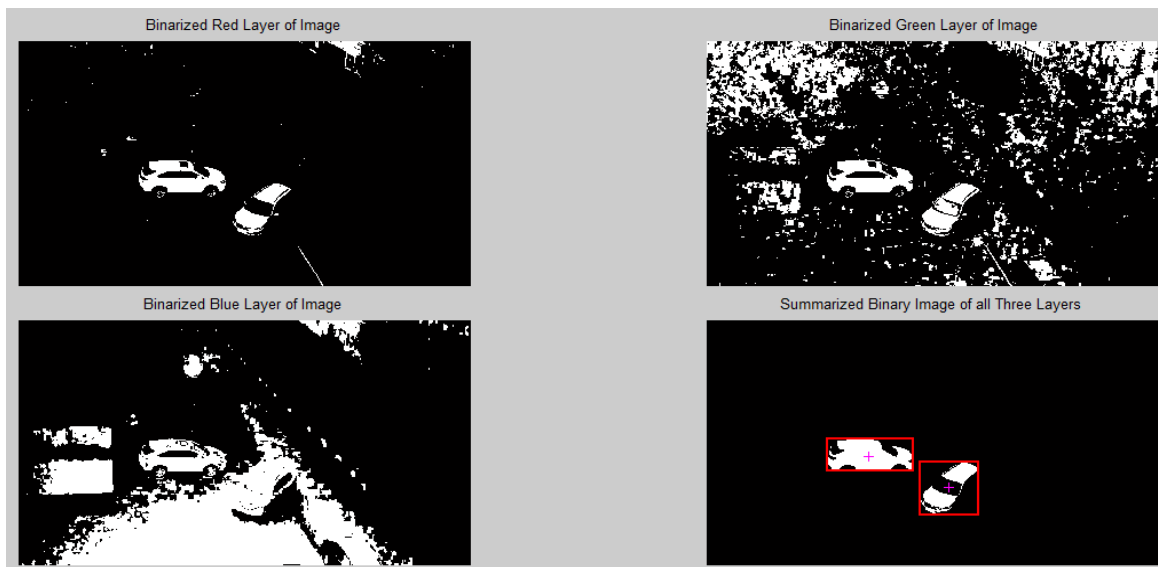 Binarized Red Layer of Image
Binarized Green Layer of Image
Binarized Blue Layer of Image
Summarized Binary Image of all Three Layers